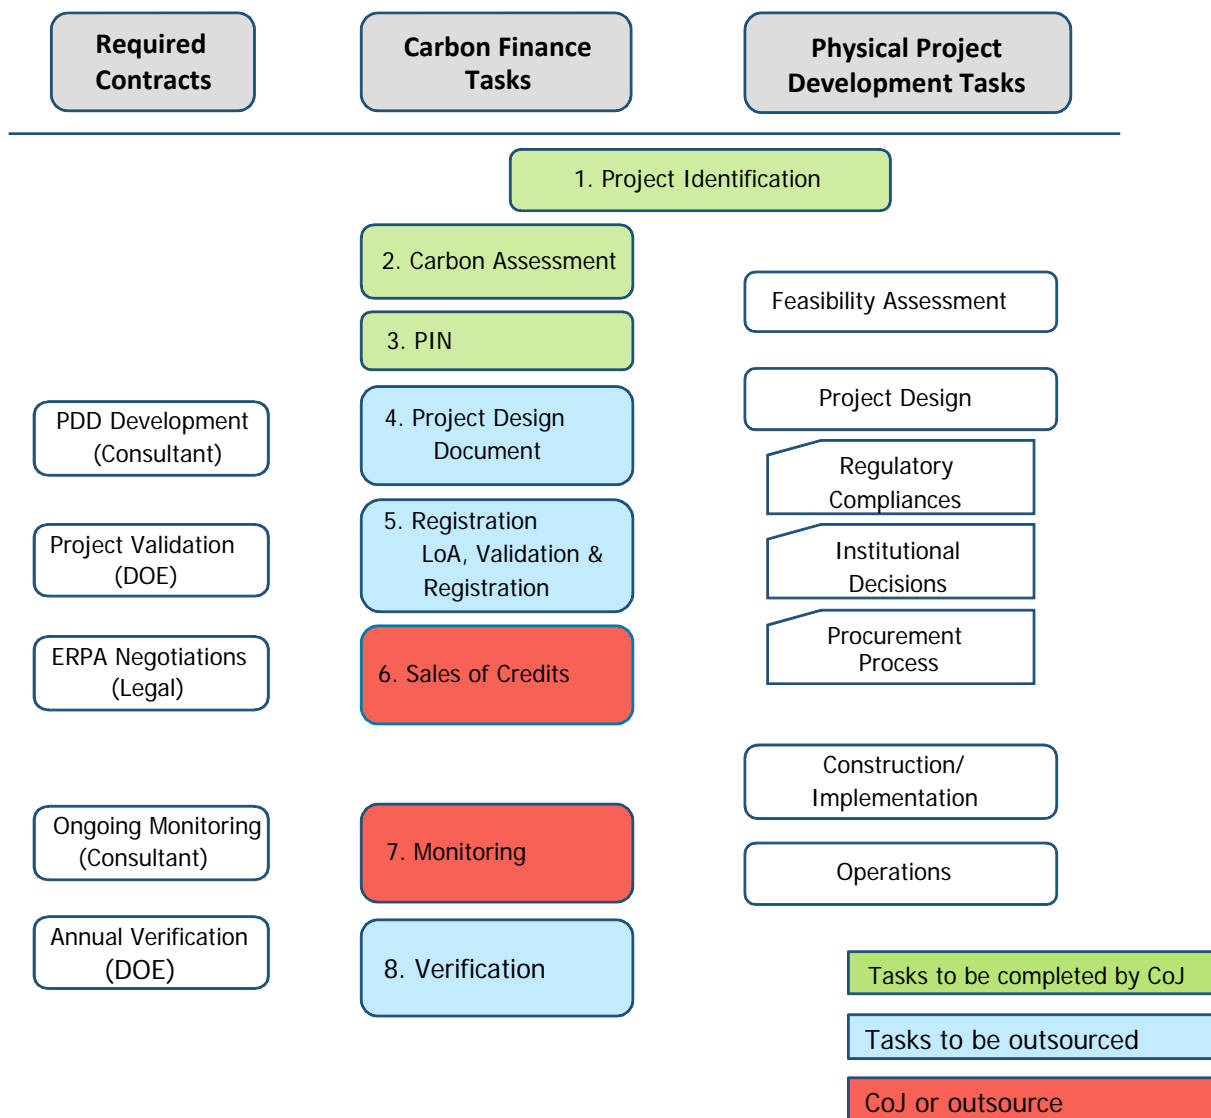 Required
Contracts
Carbon Finance
Tasks
Physical Project
Development Tasks
1. Project Identification
2. Carbon Assessment
3. PIN
4. Project Design
Document
5. Registration
LoA, Validation &
Registration
6. Sales of Credits
7. Monitoring
8. Verification
PDD Development
(Consultant)
Project Validation
(DOE)
ERPA Negotiations
(Legal)
Ongoing Monitoring
(Consultant)
Annual Verification
(DOE)
Feasibility Assessment
Project Design
Regulatory
Compliances
Institutional
Decisions
Procurement
Process
Construction/
Implementation
Operations
Tasks to be completed by CoJ
Tasks to be outsourced
CoJ or outsource